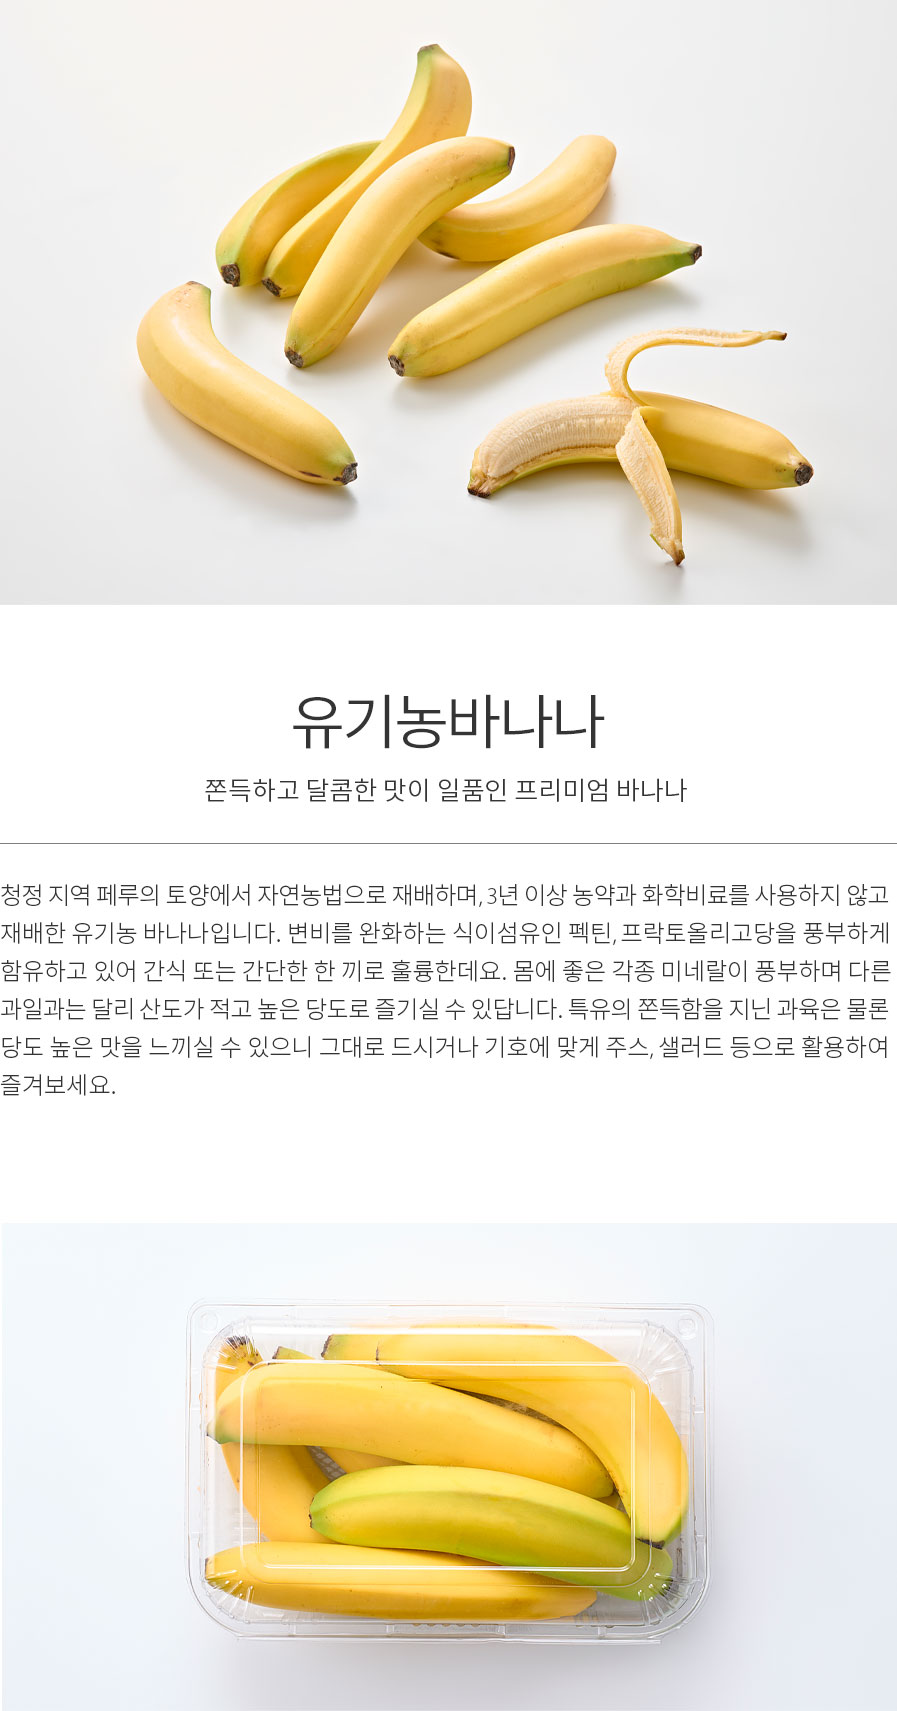 유기농바나나
쫀득하고 달콤한 맛이 일품인 프리미엄 바나나
청정 지역 페루의 토양에서 자연농법으로 재배하며, 3년 이상 농약과 화학비료를 사용하지 않고
재배한 유기농 바나나입니다. 변비를 완화하는 식이섬유인 펙틴, 프락토올리고당을 풍부하게
함유하고 있어 간식 또는 간단한 한 끼로 훌륭한데요. 몸에 좋은 각종 미네랄이 풍부하며 다른
과일과는 달리 산도가 적고 높은 당도로 즐기실 수 있답니다. 특유의 쫀득함을 지닌 과육은 물론
당도 높은 맛을 느끼실 수 있으니 그대로 드시거나 기호에 맞게 주스, 샐러드 등으로 활용하여
즐겨보세요.